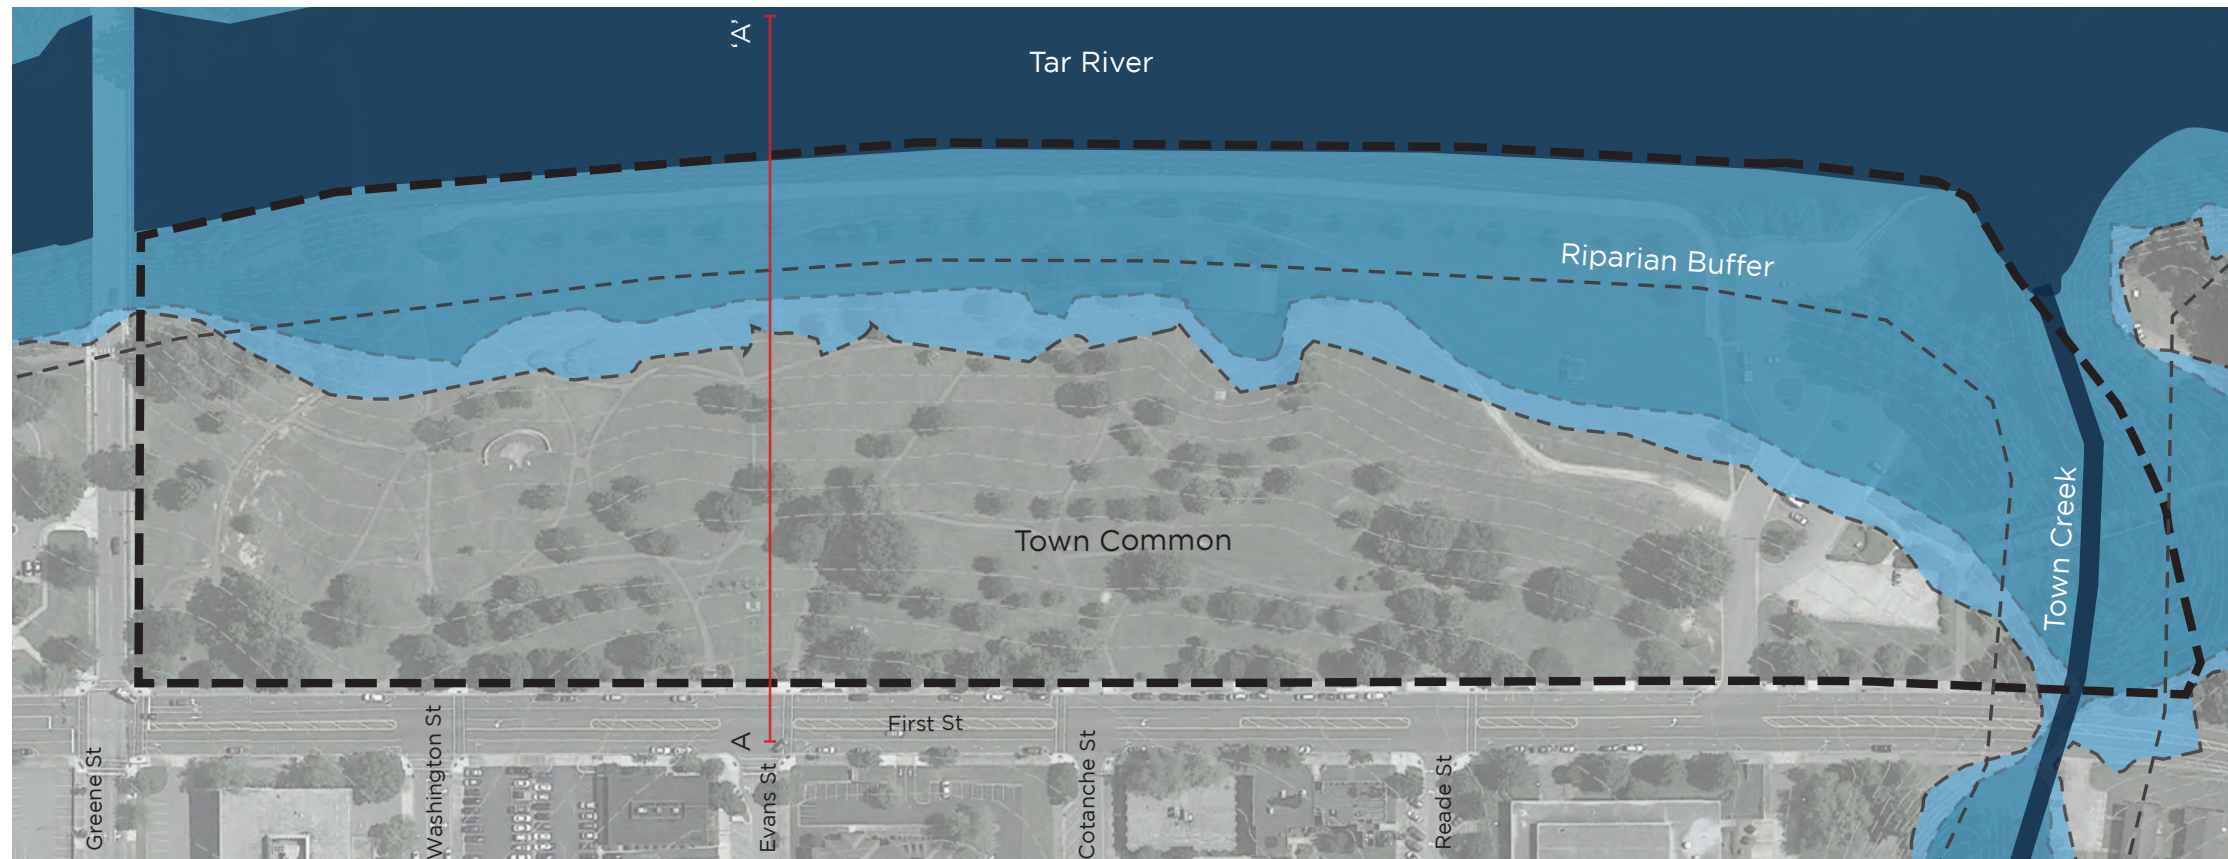 ‘A’
Tar River
Riparian Buffer
Town Common
Town Creek
First St
A
Greene St
Washington St
Evans St
Cotanche St
Reade St